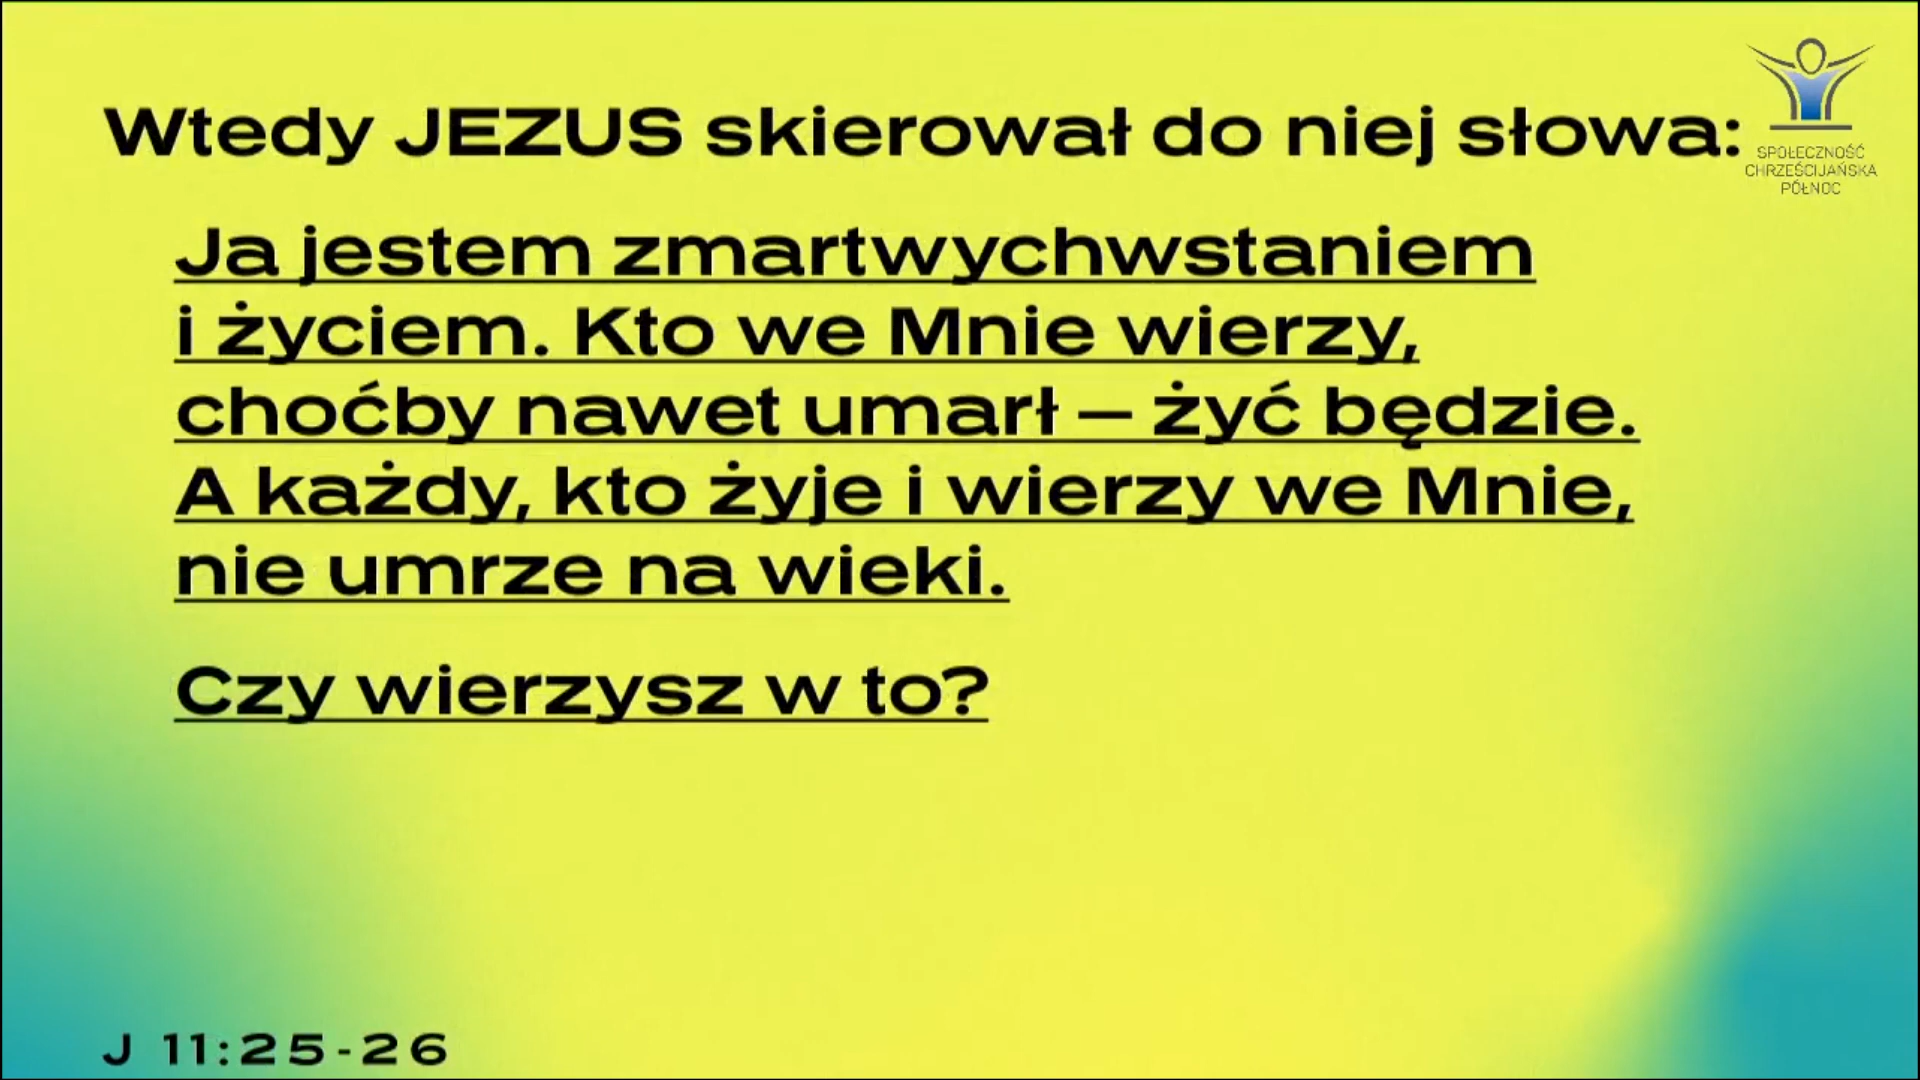 Wtedy JEZUS skierował do niej słowa:
SPOŁECZNOŚĆ
CHRZEŚCIJAŃSKA
PÓŁNOC
Ja jestem zmartwychwstaniem
i życiem. Kto we Mnie wierzy,
choćby nawet umarł – żyć będzie.
A każdy, kto żyje i wierzy we Mnie,
nie umrze na wieki.
Czy wierzysz w to?
J 11:25-26